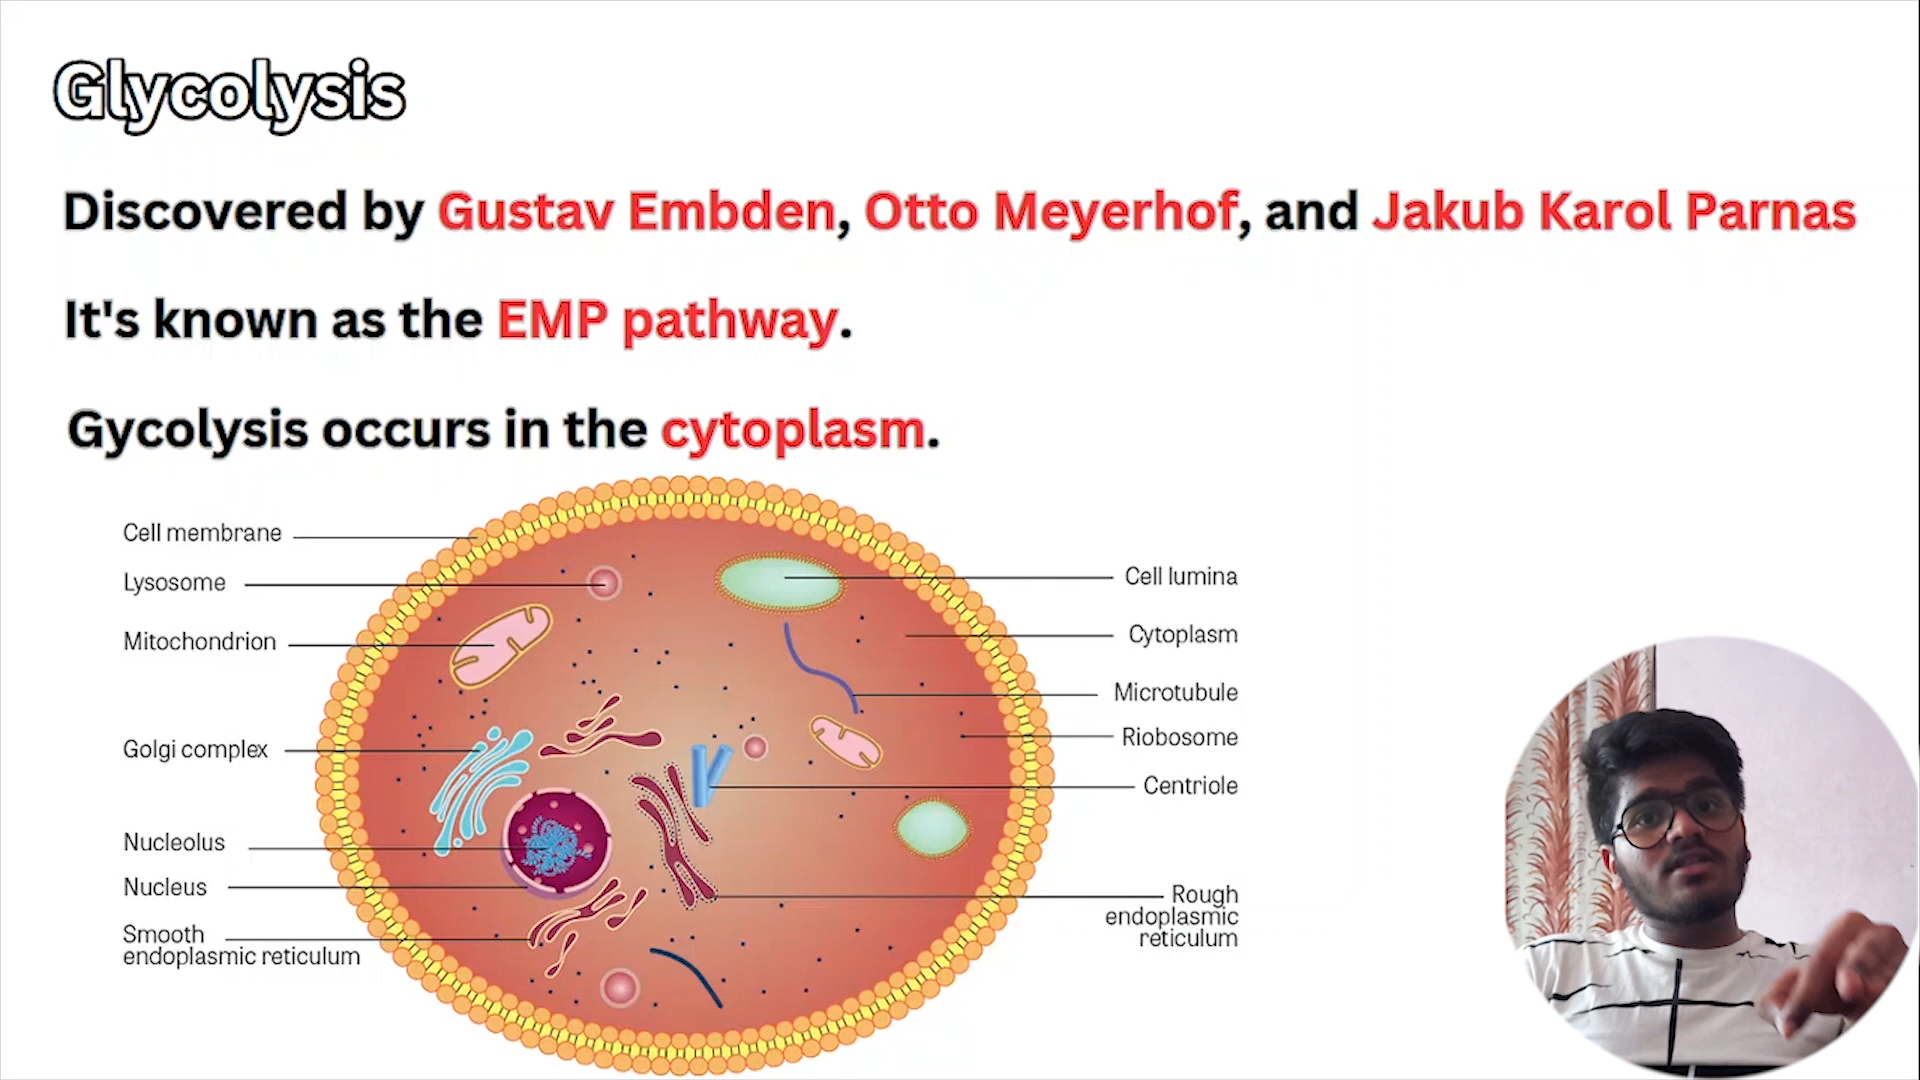 Glycolysis
Discovered by Gustav Embden, Otto Meyerhof, and Jakub Karol Parnas
It's known as the EMP pathway.
Gycolysis occurs in the cytoplasm.
Cell membrane
Lysosome
Mitochondrion
Golgi complex
Nucleolus
Nucleus
Smooth
endoplasmic reticulum
Cell lumina
Cytoplasm
Microtubule
Riobosome
Centriole
Rough
endoplasmic
reticulum